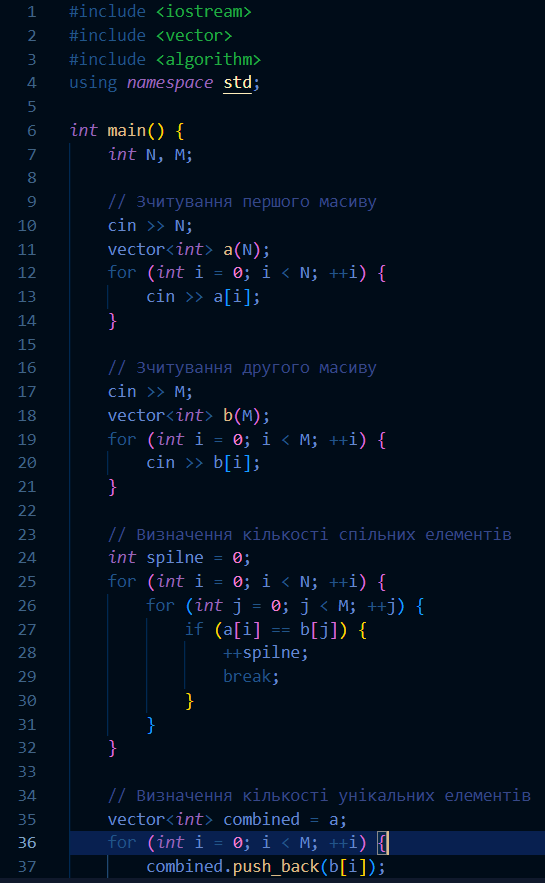 1 #include <iostream>
2 #include <vector>
3 #include <algorithm>
4 using namespace std;
5
6 int main() {
7     int N, M;
8
9     // Зчитування першого масиву
10     cin >> N;
11     vector<int> a(N);
12     for (int i = 0; i < N; ++i) {
13         cin >> a[i];
14     }
15
16     // Зчитування другого масиву
17     cin >> M;
18     vector<int> b(M);
19     for (int i = 0; i < M; ++i) {
20         cin >> b[i];
21     }
22
23     // Визначення кількості спільних елементів
24     int spilne = 0;
25     for (int i = 0; i < N; ++i) {
26         for (int j = 0; j < M; ++j) {
27             if (a[i] == b[j]) {
28                 ++spilne;
29                 break;
30             }
31         }
32     }
33
34     // Визначення кількості унікальних елементів
35     vector<int> combined = a;
36     for (int i = 0; i < M; ++i) {
37         combined.push_back(b[i]);